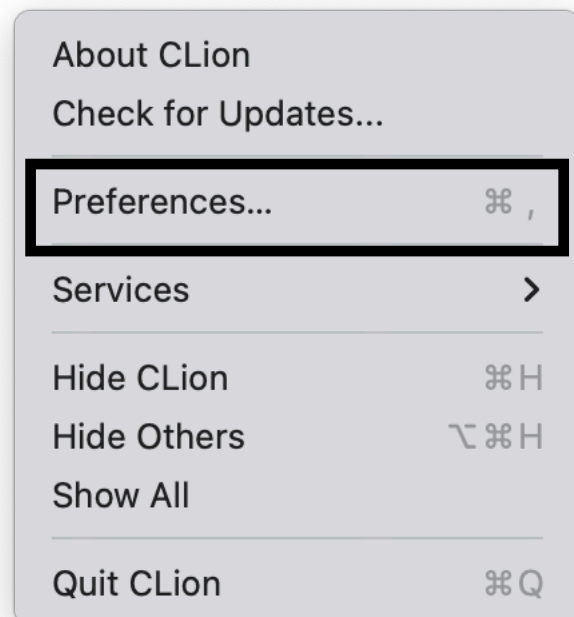 About CLion
Check for Updates...
Preferences... ⌘ ,
Services
Hide CLion ⌘H
Hide Others ⌥⌘H
Show All
Quit CLion ⌘Q